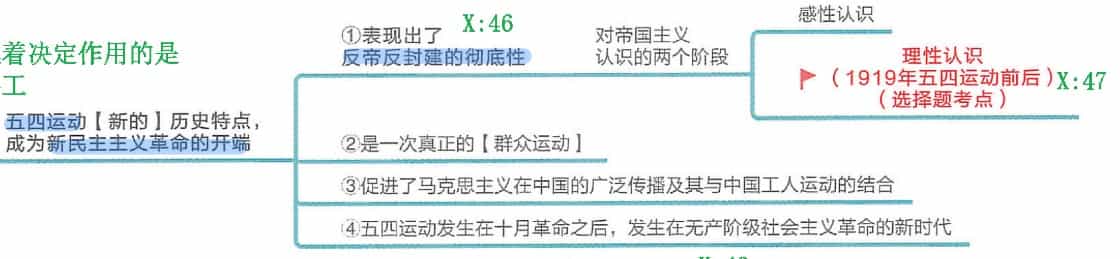 着决定作用的是
工
五四运动【新的】历史特点，
成为新民主主义革命的开端
X:46
①表现出了
反帝反封建的彻底性
对帝国主义
认识的两个阶段
感性认识
理性认识
（1919年五四运动前后）
（选择题考点）
X:47
②是一次真正的【群众运动】
③促进了马克思主义在中国的广泛传播及其与中国工人运动的结合
④五四运动发生在十月革命之后，发生在无产阶级社会主义革命的新时代